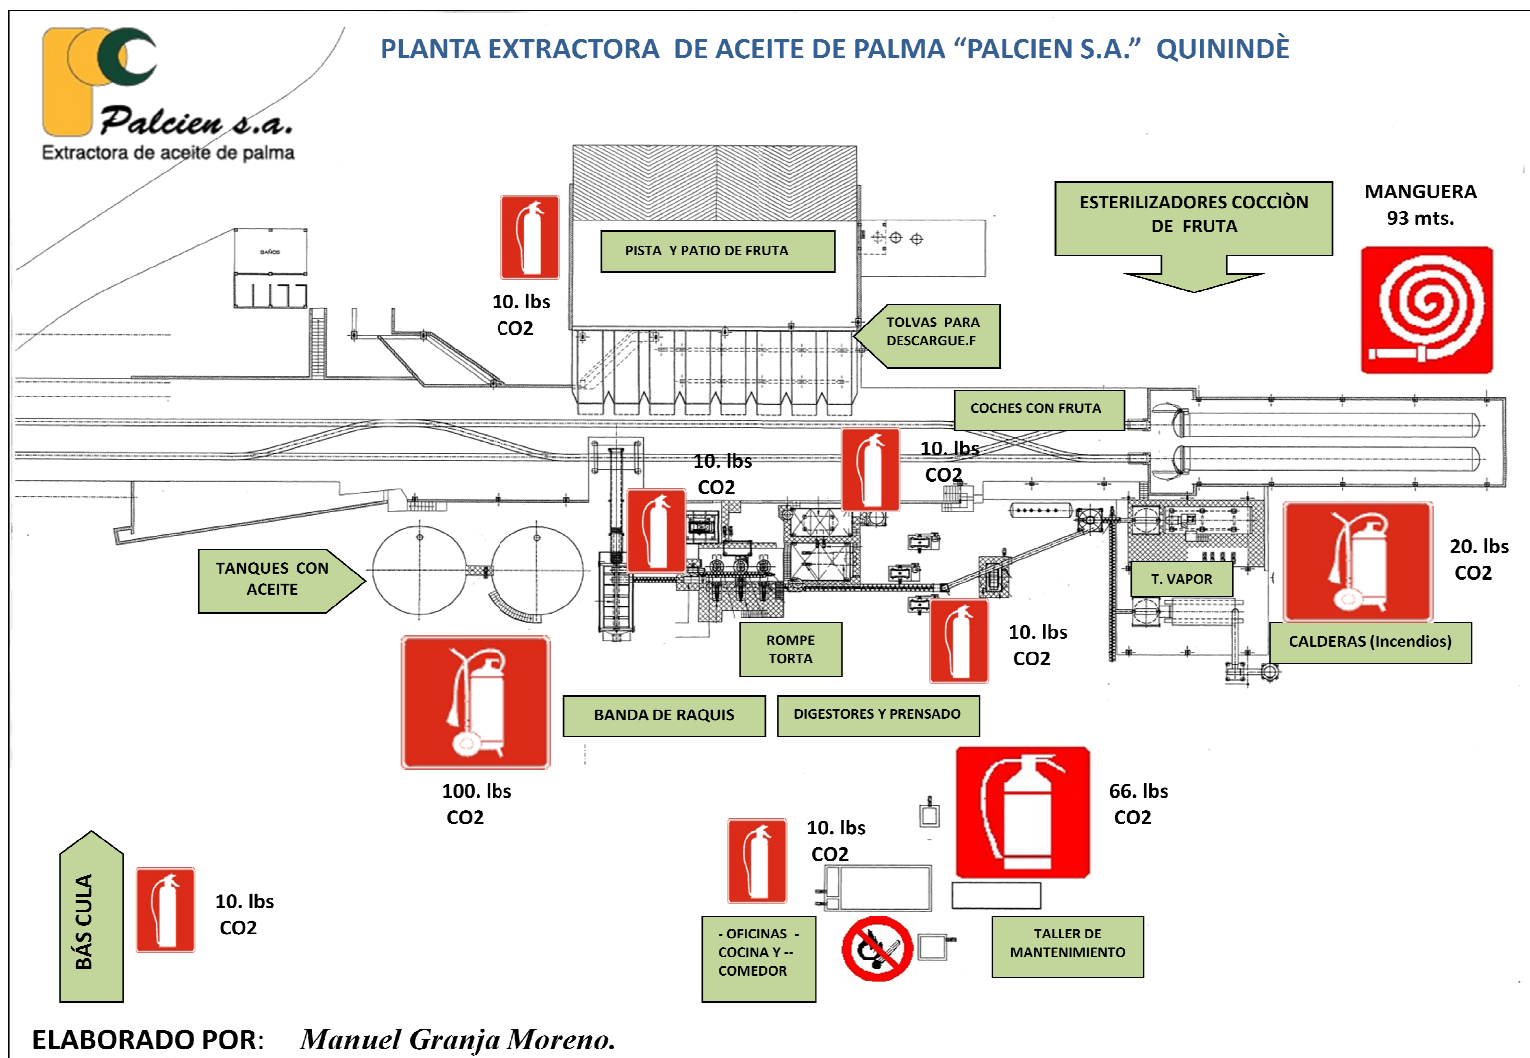 PLANTA EXTRACTORA  DE ACEITE DE PALMA “PALCIEN S.A.”  QUININDÈ
Palcien s.a.
Extractora de aceite de palma
ESTERILIZADORES COCCIÒN
DE  FRUTA
MANGUERA
93 mts.
BAÑOS
PISTA  Y PATIO DE FRUTA
10. lbs
CO2
TOLVAS  PARA
DESCARGUE.F
COCHES CON FRUTA
10. lbs
CO2
10. lbs
CO2
TANQUES  CON
ACEITE
T. VAPOR
20. lbs
CO2
ROMPE
TORTA
10. lbs
CO2
CALDERAS (Incendios)
BANDA DE RAQUIS
DIGESTORES Y PRENSADO
100. lbs
CO2
66. lbs
CO2
10. lbs
CO2
BÁS CULA
10. lbs
CO2
- OFICINAS  -
COCINA Y --
COMEDOR
TALLER DE
MANTENIMIENTO
ELABORADO POR:    Manuel Granja Moreno.